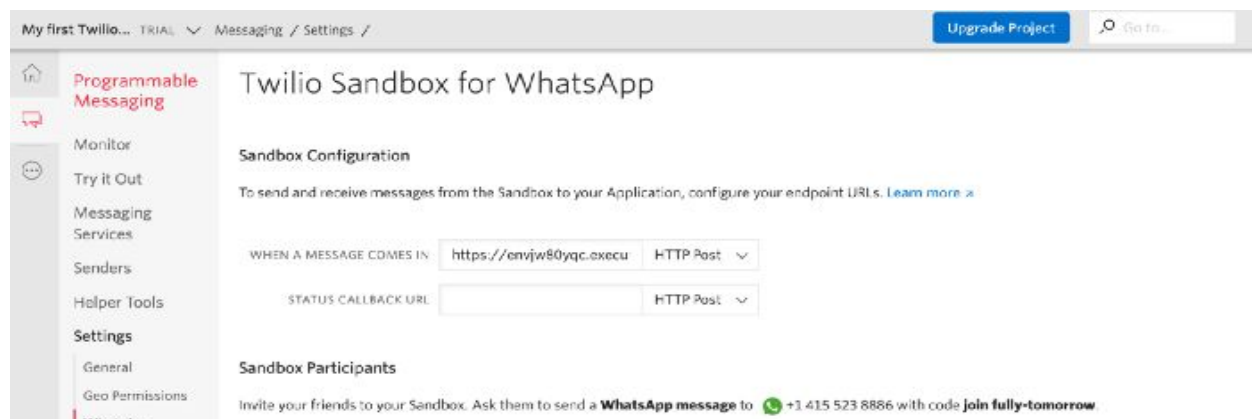 My first Twilio... TRIAL Messaging / Settings / Upgrade Project Go to...
Programmable
Messaging
Monitor
Try it Out
Messaging
Services
Senders
Helper Tools
Settings
General
Geo Permissions
Twilio Sandbox for WhatsApp
Sandbox Configuration
To send and receive messages from the Sandbox to your Application, configure your endpoint URLs. Learn more
WHEN A MESSAGE COMES IN https://envjw80yqc.execu HTTP Post
STATUS CALLBACK URL HTTP Post
Sandbox Participants
Invite your friends to your Sandbox. Ask them to send a WhatsApp message to +1 415 523 8886 with code join fully-tomorrow.